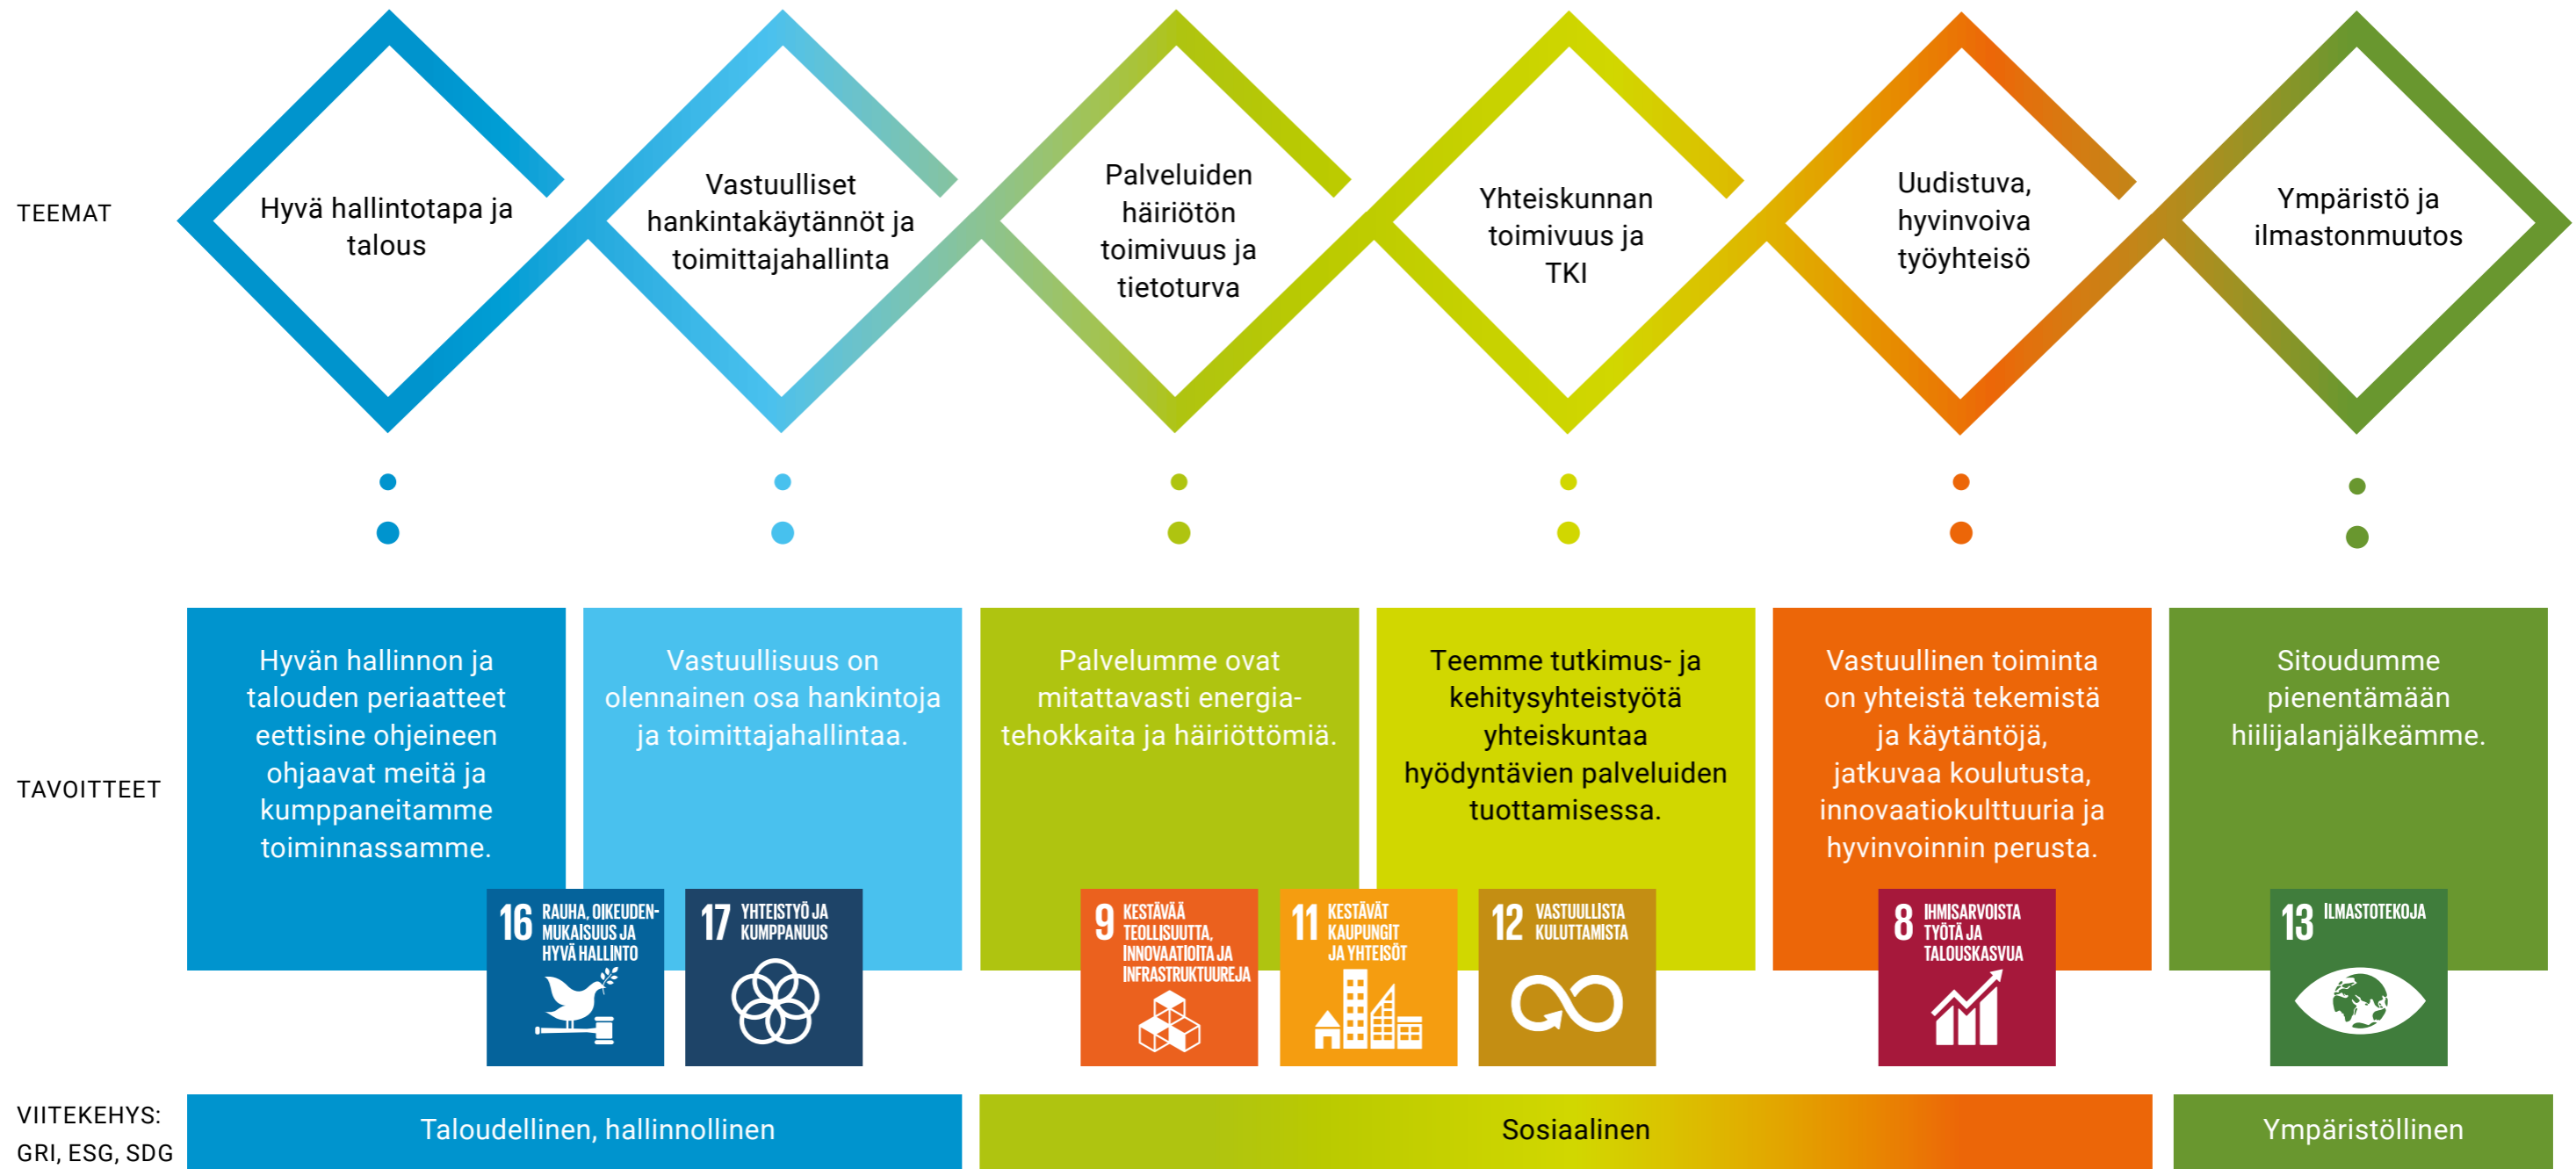 TEEMAT
Hyvä hallintotapa ja
talous
Vastuulliset
hankintakäytännöt ja
toimittajahallinta
Palveluiden
häiriötön
toimivuus ja
tietoturva
Yhteiskunnan
toimivuus ja
TKI
Uudistuva,
hyvinvoiva
työyhteisö
Ympäristö ja
ilmastonmuutos
TAVOITTEET
Hyvän hallinnon ja
talouden periaatteet
eettisine ohjeineen
ohjaavat meitä ja
kumppaneitamme
toiminnassamme.
Vastuullisuus on
olennainen osa hankintoja
ja toimittajahallintaa.
Palvelumme ovat
mitattavasti energia-
tehokkaita ja häiriöttömiä.
Teemme tutkimus- ja
kehitysyhteistyötä
yhteiskuntaa
hyödyntävien palveluiden
tuottamisessa.
Vastuullinen toiminta
on yhteistä tekemistä
ja käytäntöjä,
jatkuvaa koulutusta,
innovaatiokulttuuria ja
hyvinvoinnin perusta.
Sitoudumme
pienentämään
hiilijalanjälkeämme.
16 RAUHA, OIKEUDEN-
MUKAISUUS JA
HYVÄ HALLINTO
17 YHTEISTYÖ JA
KUMPPANUUS
9 KESTÄVÄÄ
TEOLLISUUTTA,
INNOVAATIOITA JA
INFRASTRUKTUUREJA
11 KESTÄVÄT
KAUPUNGIT
JA YHTEISÖT
12 VASTUULLISTA
KULUTTAMISTA
8 IHMISARVOISTA
TYÖTÄ JA
TALOUSKASVUA
13 ILMASTOTEKOJA
VIITEKEHYS:
GRI, ESG, SDG
Taloudellinen, hallinnollinen
Sosiaalinen
Ympäristöllinen